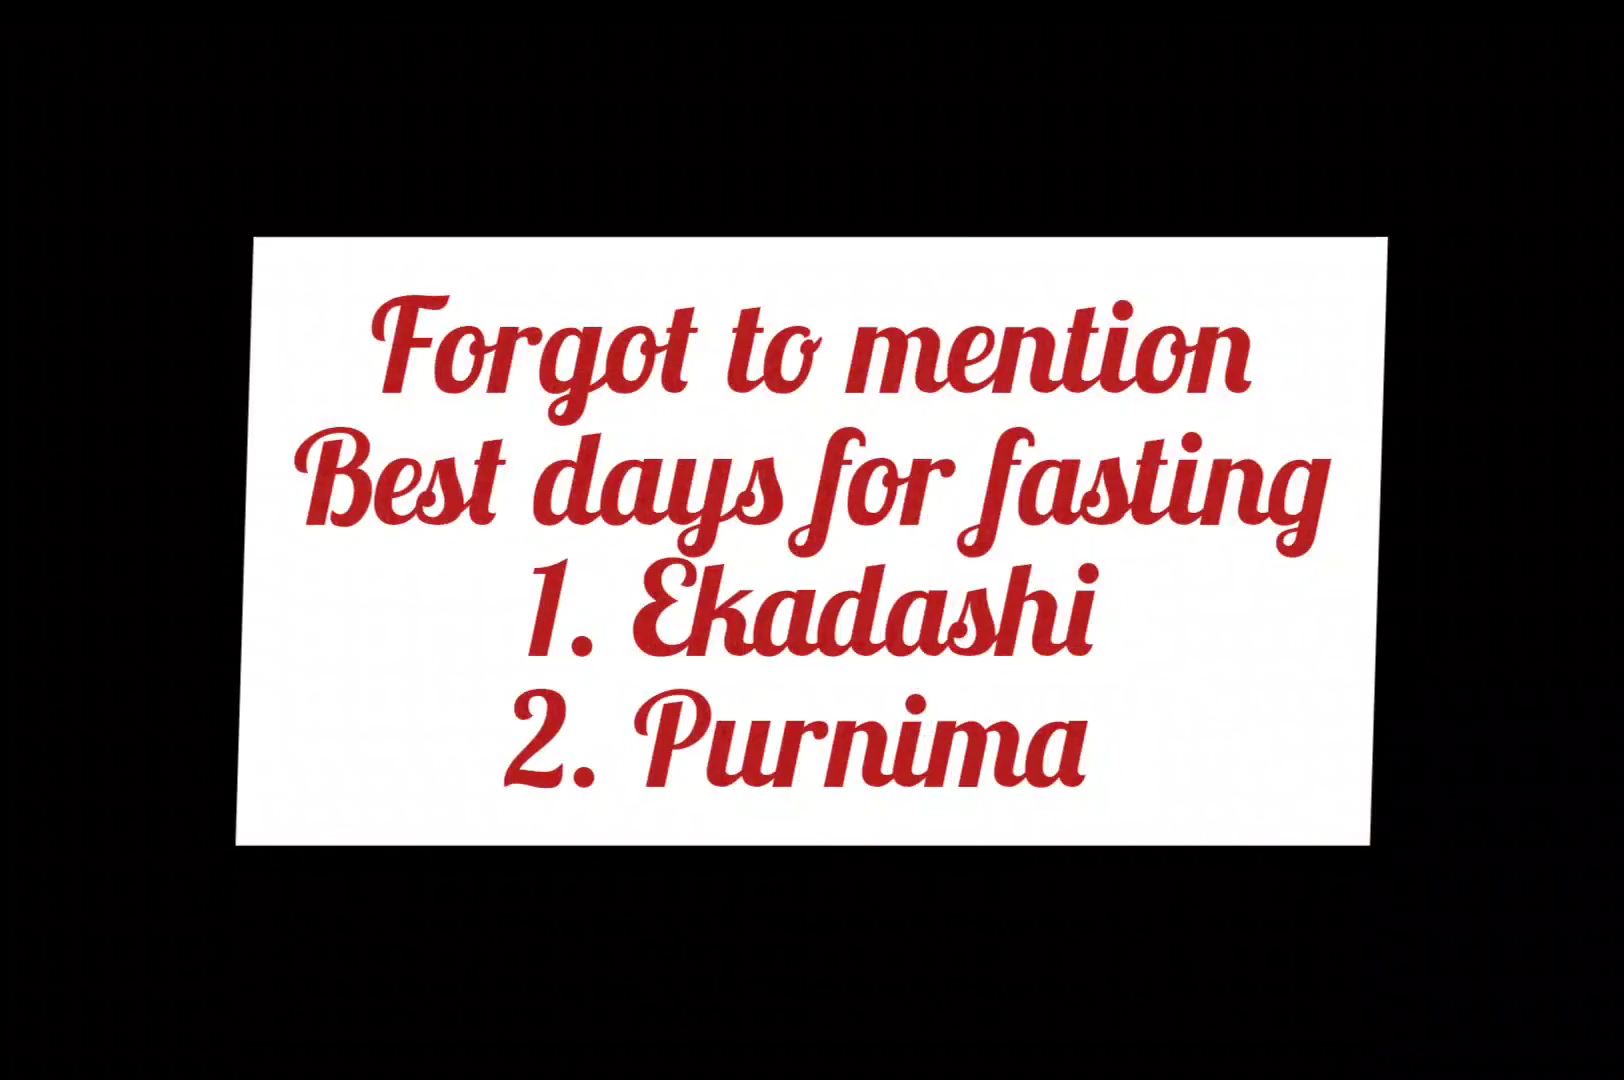 Forgot to mention
Best days for fasting
1. Ekadashi
2. Purnima